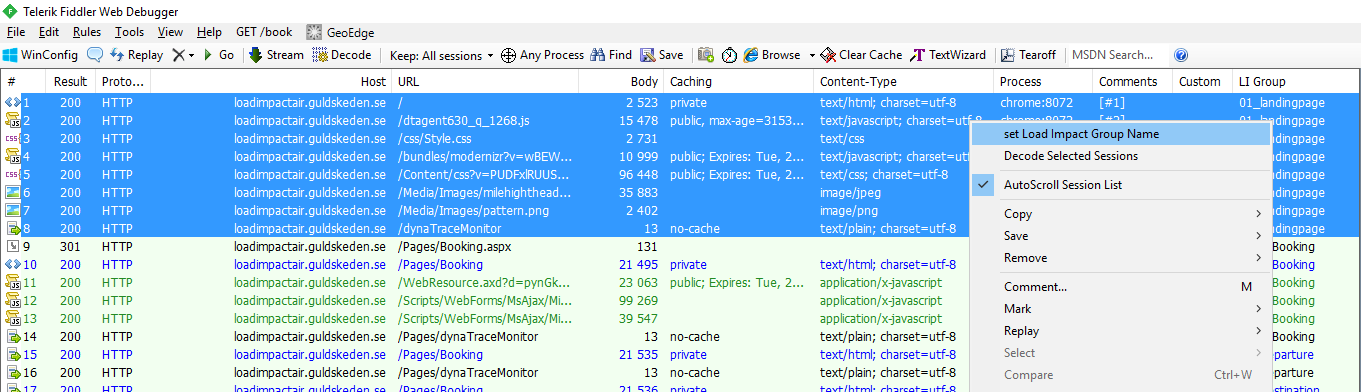 Telerik Fiddler Web Debugger
File Edit Rules Tools View Help GET /book GeoEdge
WinConfig Replay Go Stream Decode Keep: All sessions Any Process Find Save Browse Clear Cache TextWizard Tearoff MSDN Search...
# Result Proto... Host URL Body Caching Content-Type Process Comments Custom LI Group
1 200 HTTP loadimpactair.guldskeden.se / 2 523 private text/html; charset=utf-8 chrome:8072 [#1] 01_landingpage
2 200 HTTP loadimpactair.guldskeden.se /dtagent630_q_1268.js 15 478 public, max-age=3153... text/javascript; charset=utf-8 chrome:8072 [#2] 01_landingpage
3 200 HTTP loadimpactair.guldskeden.se /css/Style.css 2 731 text/css set Load Impact Group Name landingpage
4 200 HTTP loadimpactair.guldskeden.se /bundles/modernizr?v=wBEW... 10 999 public; Expires: Tue, 2... text/javascript; charset=utf Decode Selected Sessions landingpage
5 200 HTTP loadimpactair.guldskeden.se /Content/css?v=PUDFxlRUUS... 96 448 public; Expires: Tue, 2... text/css; charset=utf-8 landingpage
6 200 HTTP loadimpactair.guldskeden.se /Media/Images/milehighthead... 35 883 image/jpeg AutoScroll Session List landingpage
7 200 HTTP loadimpactair.guldskeden.se /Media/Images/pattern.png 2 402 image/png Copy landingpage
8 200 HTTP loadimpactair.guldskeden.se /dynaTraceMonitor 13 no-cache text/plain; charset=utf-8 Save landingpage
9 301 HTTP loadimpactair.guldskeden.se /Pages/Booking.aspx 131 Remove Booking
10 200 HTTP loadimpactair.guldskeden.se /Pages/Booking 21 495 private text/html; charset=utf-8 Booking
11 200 HTTP loadimpactair.guldskeden.se /WebResource.axd?d=pynGk... 23 063 public; Expires: Tue, 2... application/x-javascript Comment... M Booking
12 200 HTTP loadimpactair.guldskeden.se /Scripts/WebForms/MsAjax/Mi... 99 269 application/x-javascript Mark Booking
13 200 HTTP loadimpactair.guldskeden.se /Scripts/WebForms/MsAjax/Mi... 39 547 application/x-javascript Replay Booking
14 200 HTTP loadimpactair.guldskeden.se /Pages/dynaTraceMonitor 13 no-cache text/plain; charset=utf-8 Booking
15 200 HTTP loadimpactair.guldskeden.se /Pages/Booking 21 535 private text/html; charset=utf-8 Select parture
16 200 HTTP loadimpactair.guldskeden.se /Pages/dynaTraceMonitor 13 no-cache text/plain; charset=utf-8 Compare Ctrl+W parture
17 200 HTTP loadimpactair.guldskeden.se /Pages/Booking 21 536 private text/html; charset=utf-8 stination